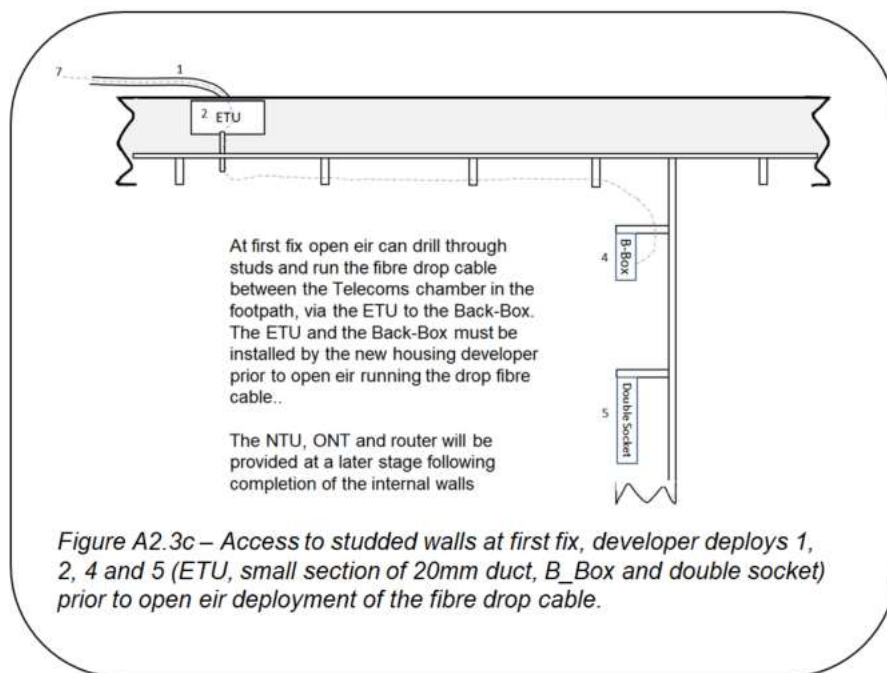 7
1
2 ETU
At first fix open eir can drill through
studs and run the fibre drop cable
between the Telecoms chamber in the
footpath, via the ETU to the Back-Box.
The ETU and the Back-Box must be
installed by the new housing developer
prior to open eir running the drop fibre
cable..
The NTU, ONT and router will be
provided at a later stage following
completion of the internal walls
4
B-Box
5
Double Socket
Figure A2.3c – Access to studded walls at first fix, developer deploys 1,
2, 4 and 5 (ETU, small section of 20mm duct, B_Box and double socket)
prior to open eir deployment of the fibre drop cable.